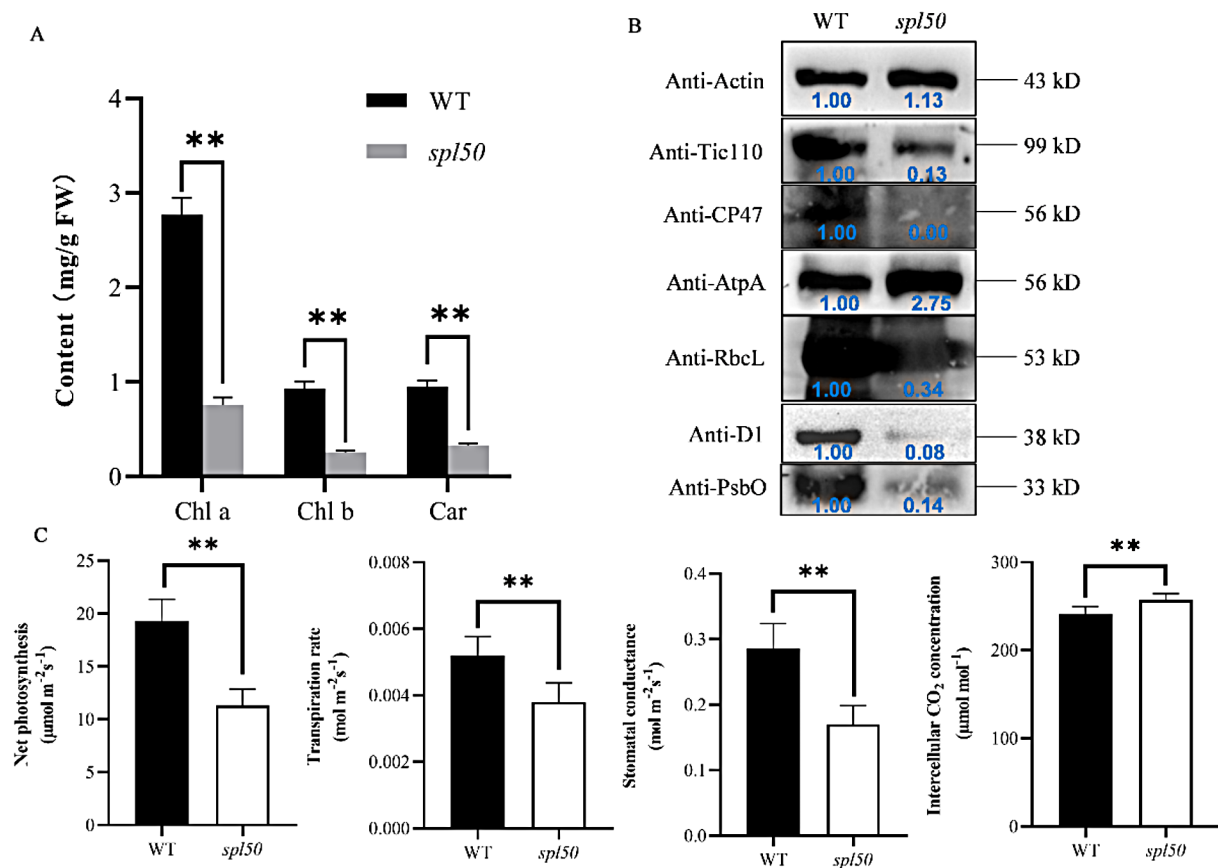 A
WT
spl50
Content (mg/g FW)
4
3
2
1
0
**
**
**
Chl a
Chl b
Car
B
WT spl50
Anti-Actin 1.00 1.13 43 kD
Anti-Tic110 1.00 0.13 99 kD
Anti-CP47 1.00 0.00 56 kD
Anti-AtpA 1.00 2.75 56 kD
Anti-RbcL 1.00 0.34 53 kD
Anti-D1 1.00 0.08 38 kD
Anti-PsbO 1.00 0.14 33 kD
C
Net photosynthesis
(μmol m⁻²s⁻¹)
25
20
15
10
5
0
**
WT spl50
Transpiration rate
(mol m⁻²s⁻¹)
0.008
0.006
0.004
0.002
0.000
**
WT spl50
Stomatal conductance
(mol m⁻²s⁻¹)
0.4
0.3
0.2
0.1
0.0
**
WT spl50
Intercellular CO₂ concentration
(μmol mol⁻¹)
300
200
100
0
**
WT spl50